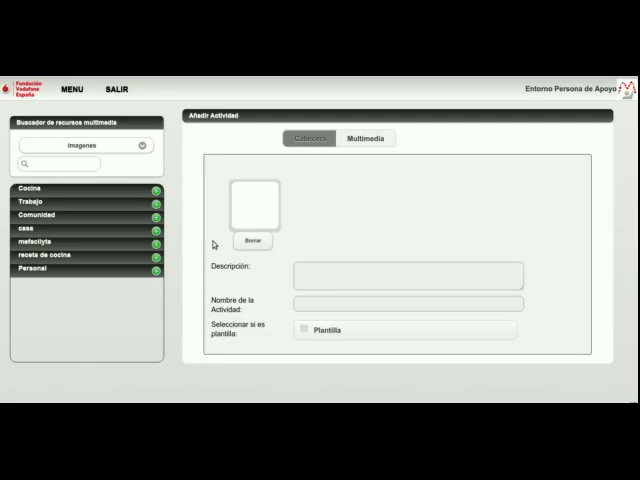 Fundación
Vodafone
España
MENU
SALIR
Entorno Persona de Apoyo
Buscador de recursos multimedia
imagenes
Cocina
Trabajo
Comunidad
casa
mefacilyta
receta de cocina
Personal
Añadir Actividad
Cabecera
Multimedia
Borrar
Descripción:
Nombre de la
Actividad:
Seleccionar si es
plantilla:
Plantilla